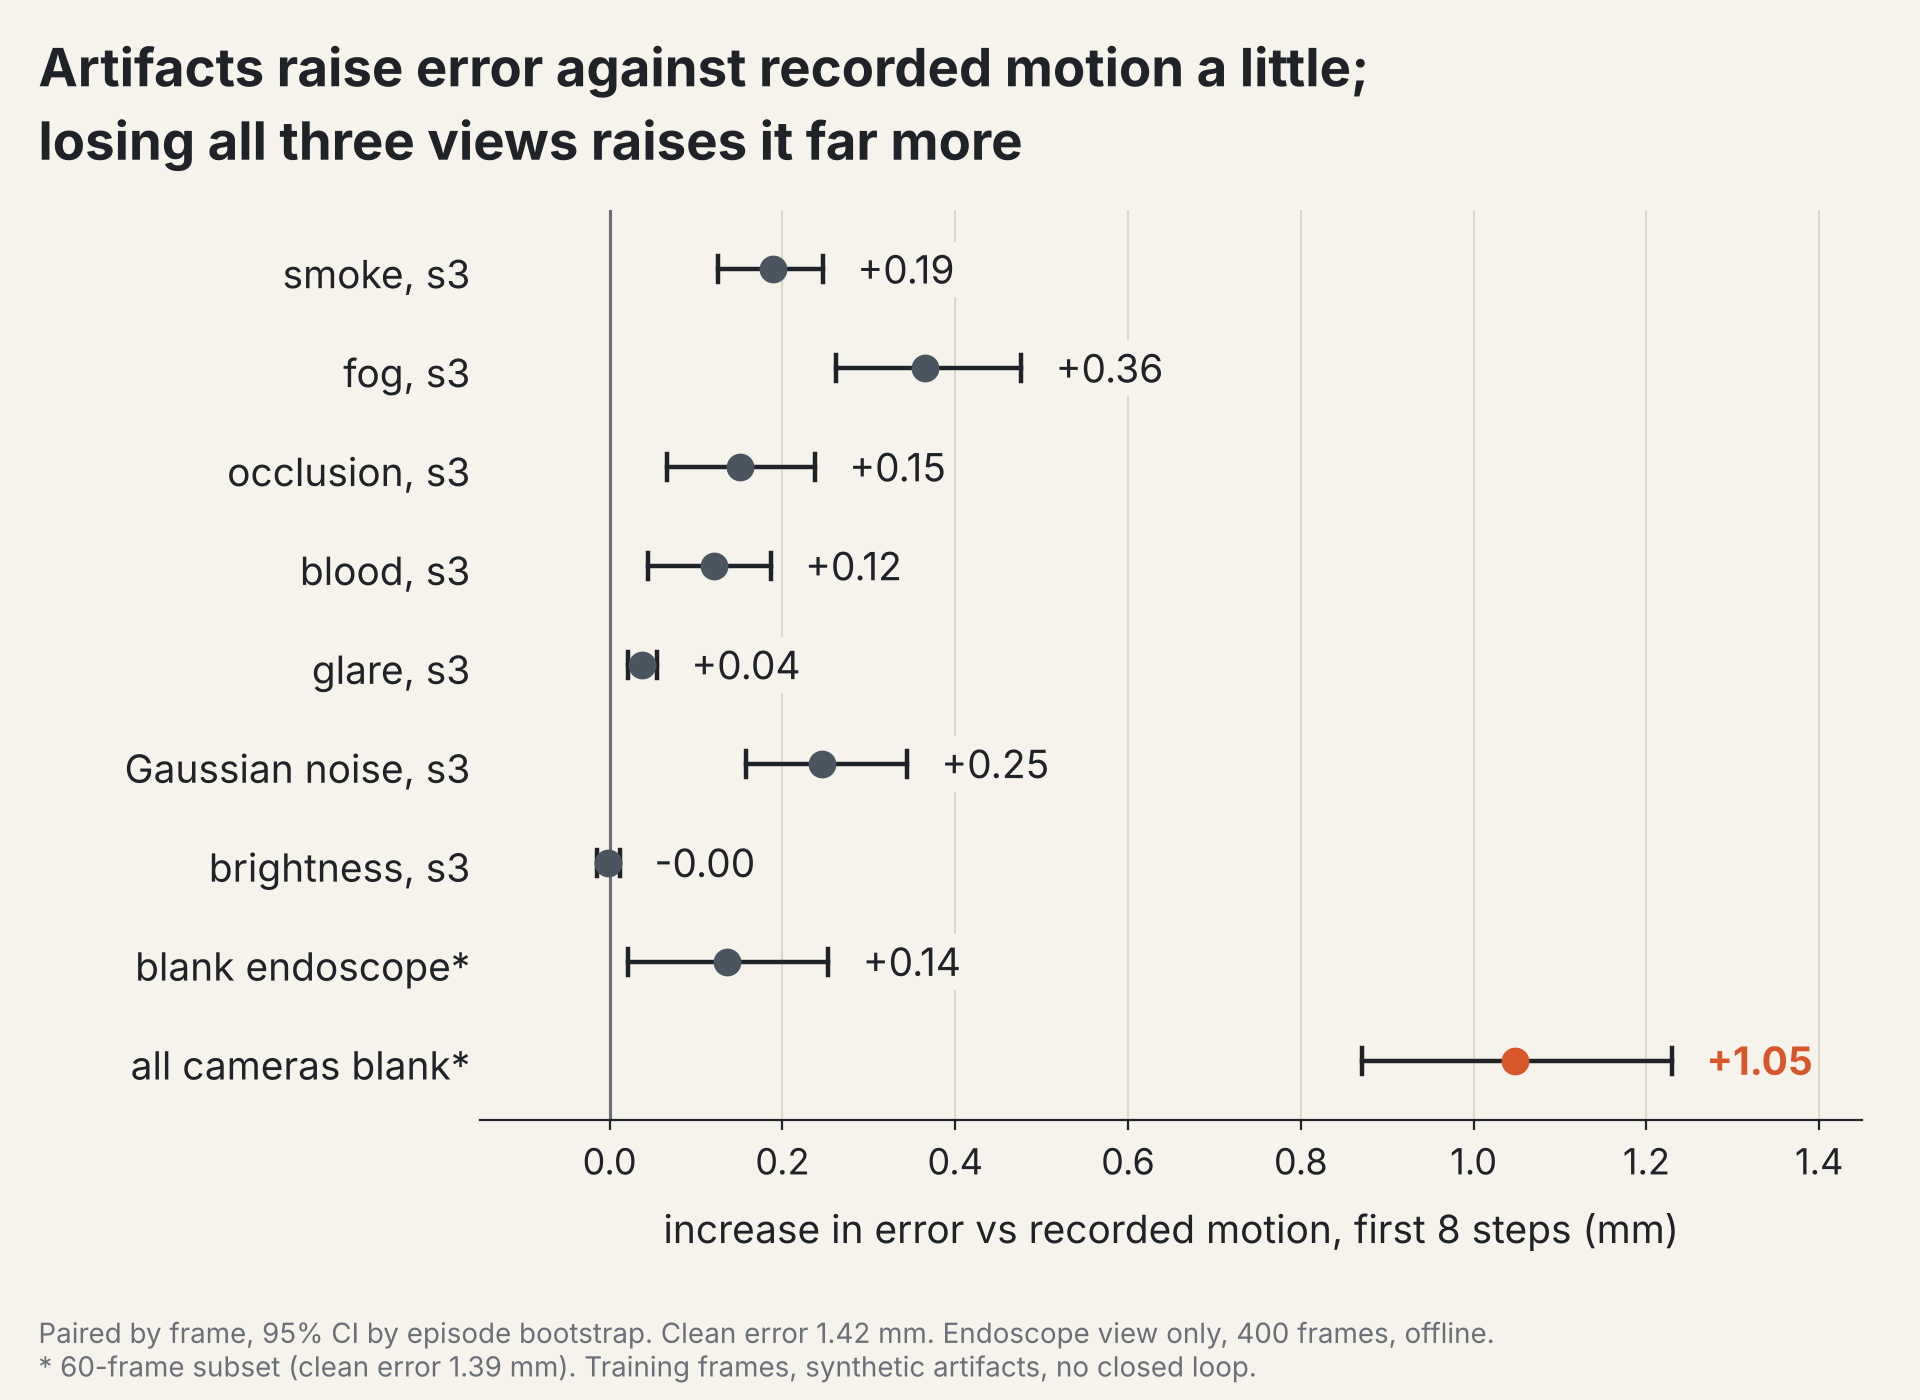 Artifacts raise error against recorded motion a little;
losing all three views raises it far more
smoke, s3 +0.19
fog, s3 +0.36
occlusion, s3 +0.15
blood, s3 +0.12
glare, s3 +0.04
Gaussian noise, s3 +0.25
brightness, s3 -0.00
blank endoscope* +0.14
all cameras blank* +1.05
0.0 0.2 0.4 0.6 0.8 1.0 1.2 1.4
increase in error vs recorded motion, first 8 steps (mm)
Paired by frame, 95% CI by episode bootstrap. Clean error 1.42 mm. Endoscope view only, 400 frames, offline.
* 60-frame subset (clean error 1.39 mm). Training frames, synthetic artifacts, no closed loop.